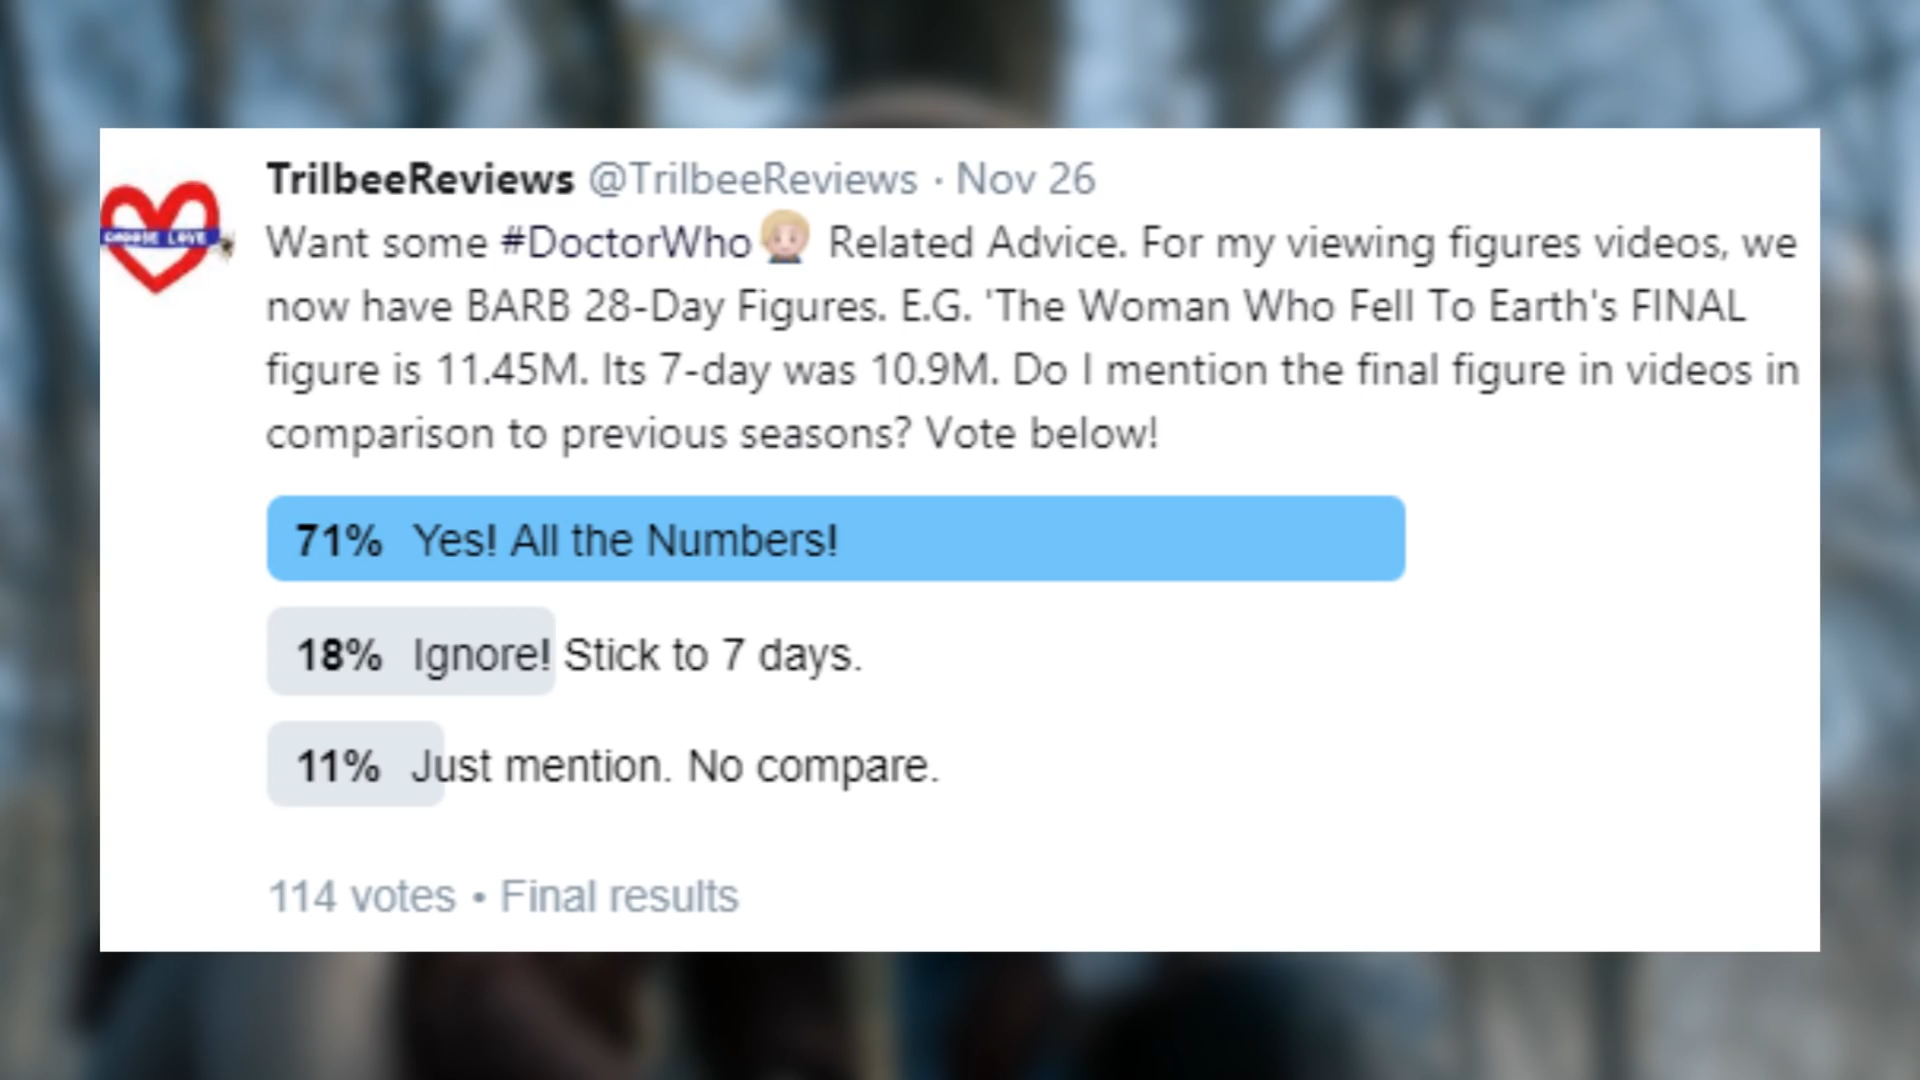 TrilbeeReviews @TrilbeeReviews · Nov 26
CHOOSE LOVE
Want some #DoctorWho Related Advice. For my viewing figures videos, we
now have BARB 28-Day Figures. E.G. 'The Woman Who Fell To Earth's FINAL
figure is 11.45M. Its 7-day was 10.9M. Do I mention the final figure in videos in
comparison to previous seasons? Vote below!
71% Yes! All the Numbers!
18% Ignore! Stick to 7 days.
11% Just mention. No compare.
114 votes • Final results